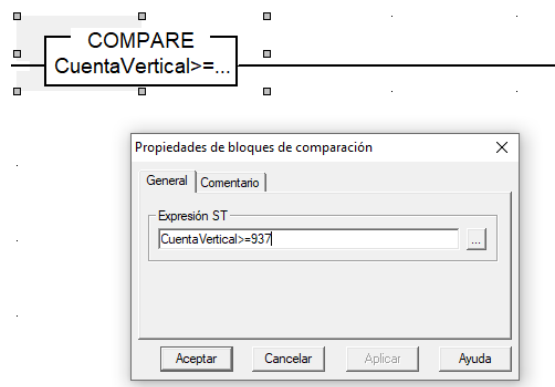 COMPARE
CuentaVertical>=...
Propiedades de bloques de comparación
General
Comentario
Expresión ST
CuentaVertical>=937
...
Aceptar
Cancelar
Aplicar
Ayuda